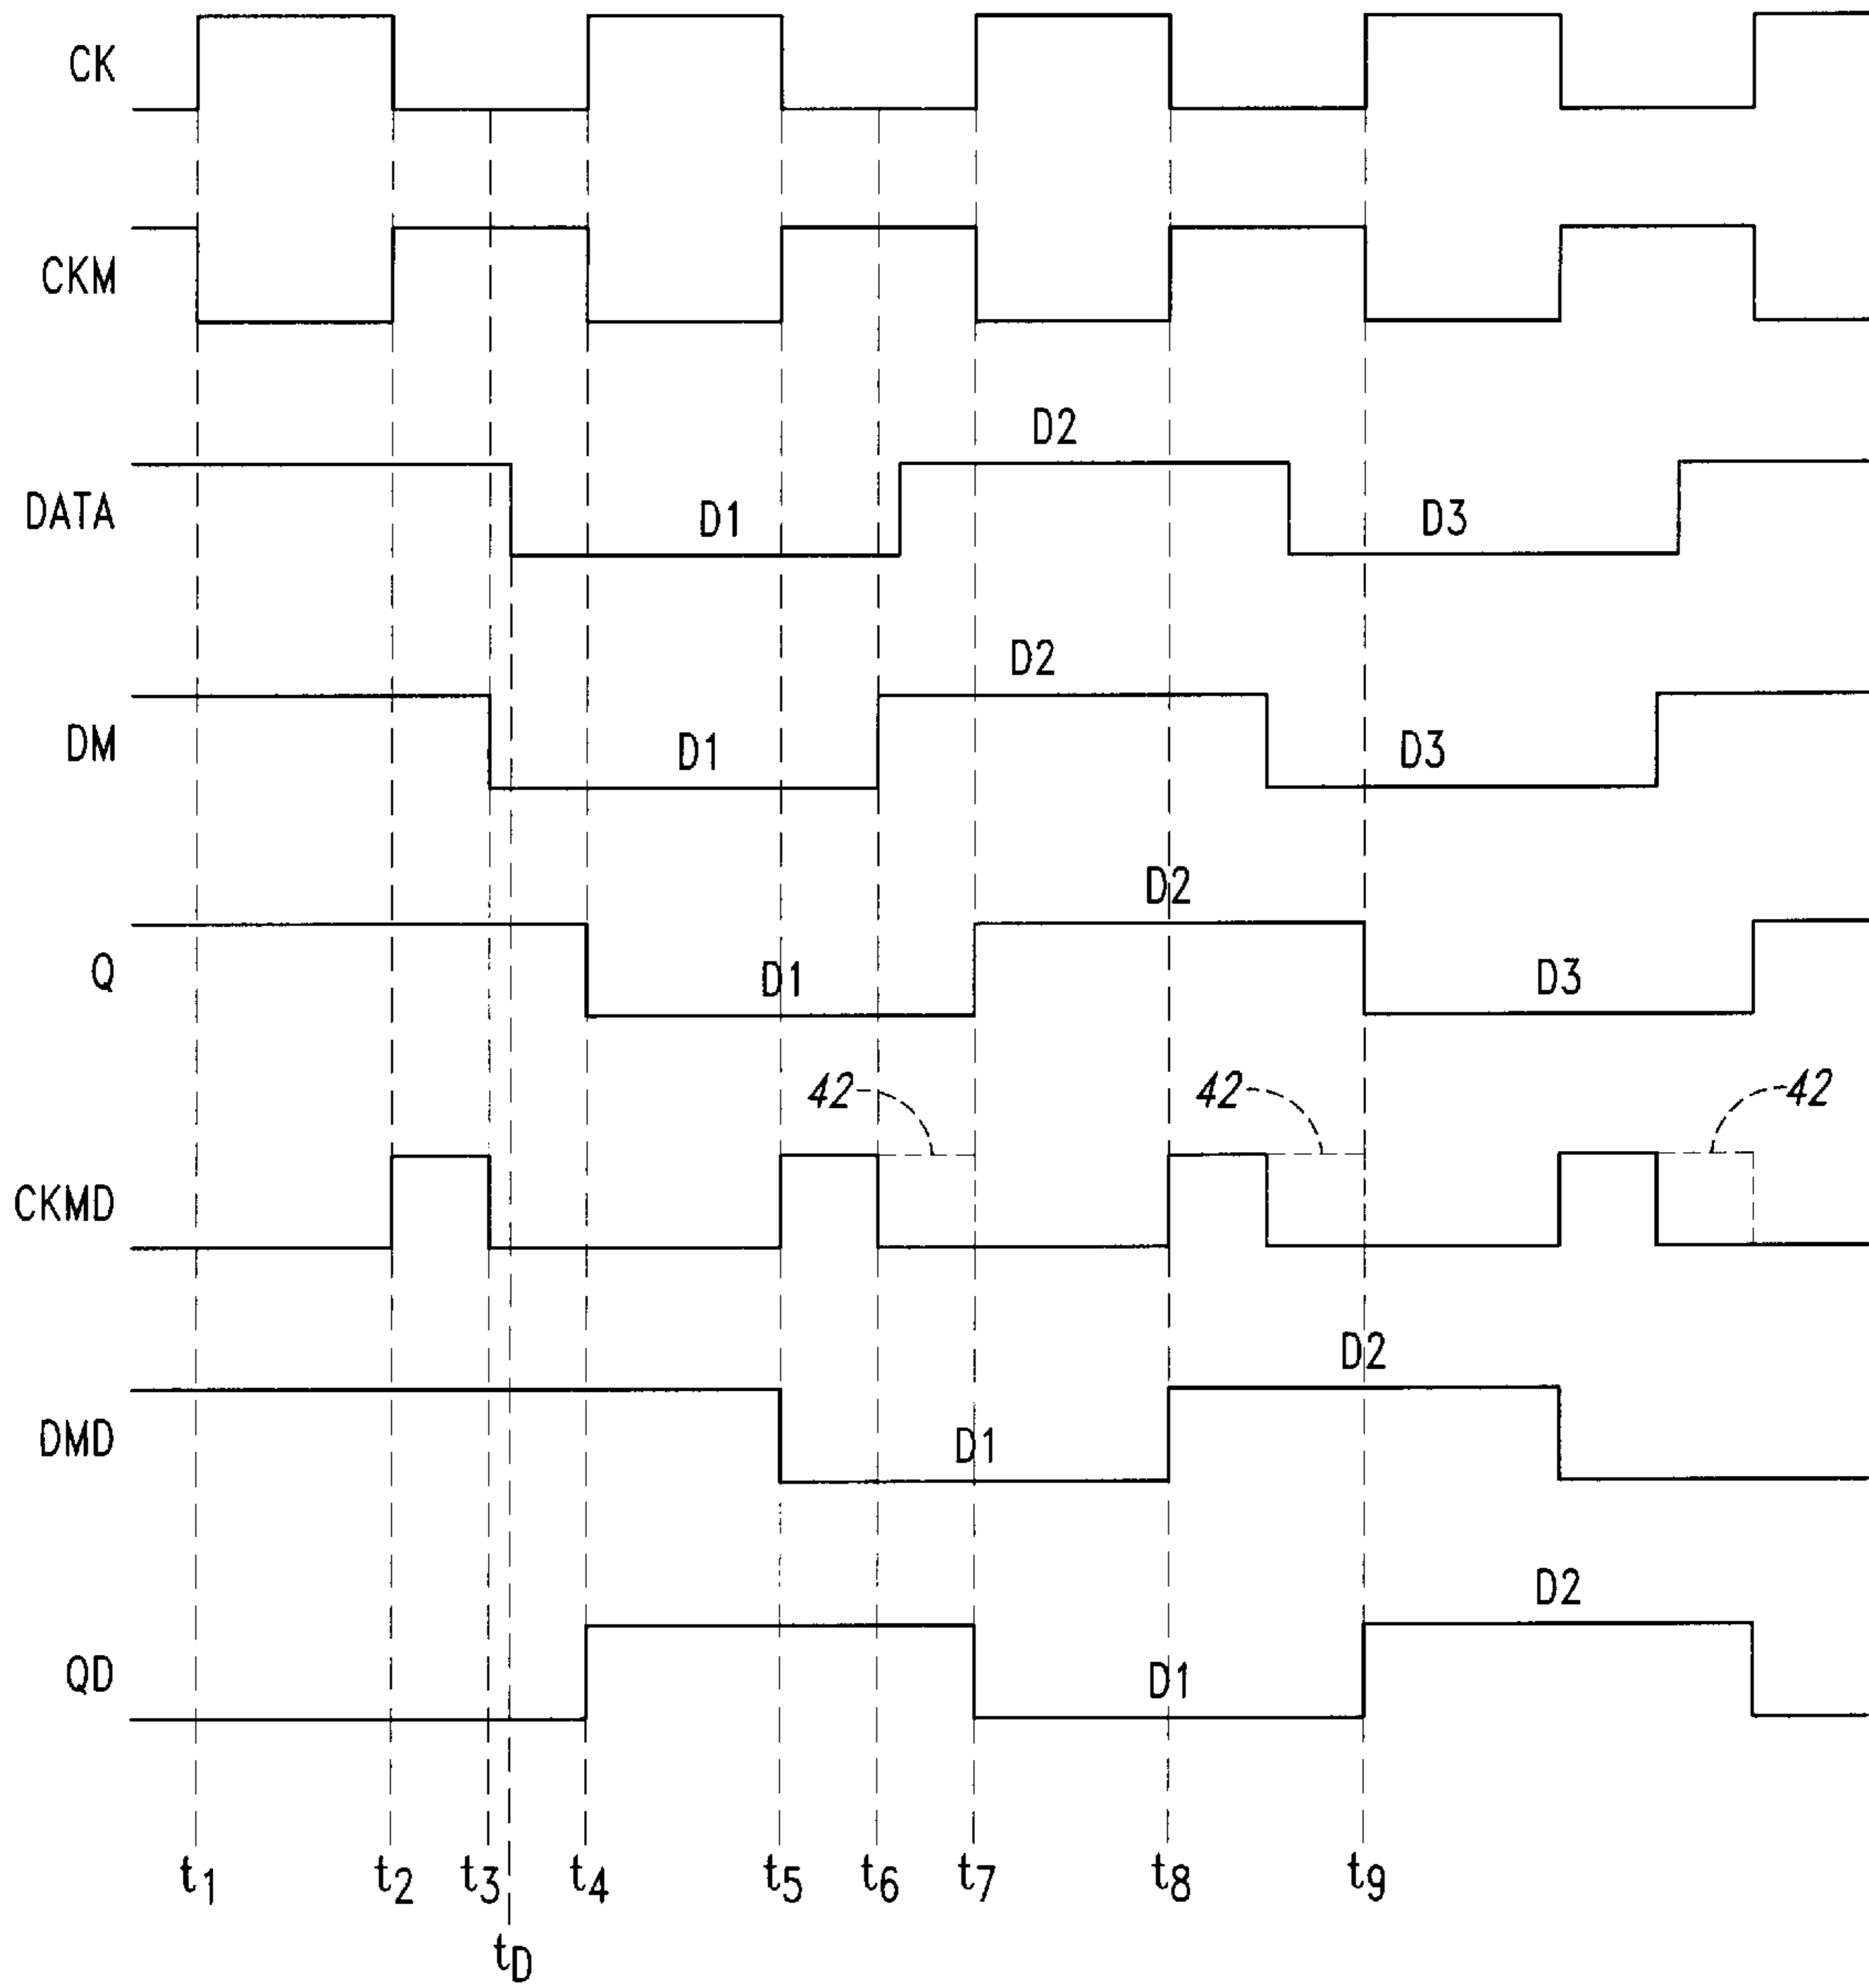 CK
CKM
D2
DATA
D1
D3
D2
DM
D1
D3
D2
Q
D1
D3
42 42 42
CKMD
D2
DMD
D1
D2
QD
D1
t1 t2 t3 t4 t5 t6 t7 t8 t9
tD